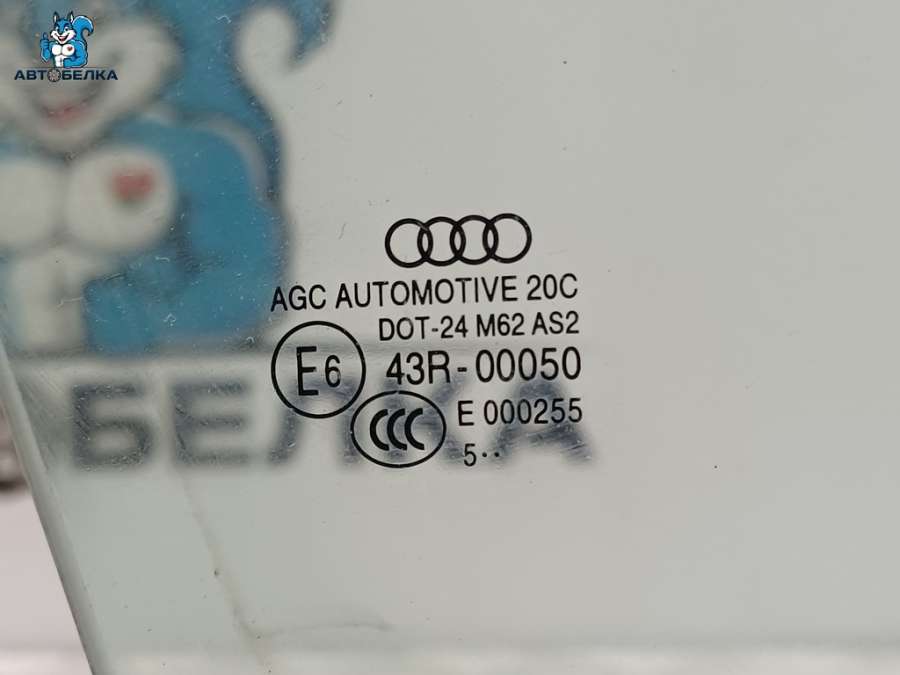 АВТОБЕЛКА
AGC AUTOMOTIVE 20C
DOT-24 M62 AS2
E6 43R-00050
CCC E 000255
5··
БЕЛКА